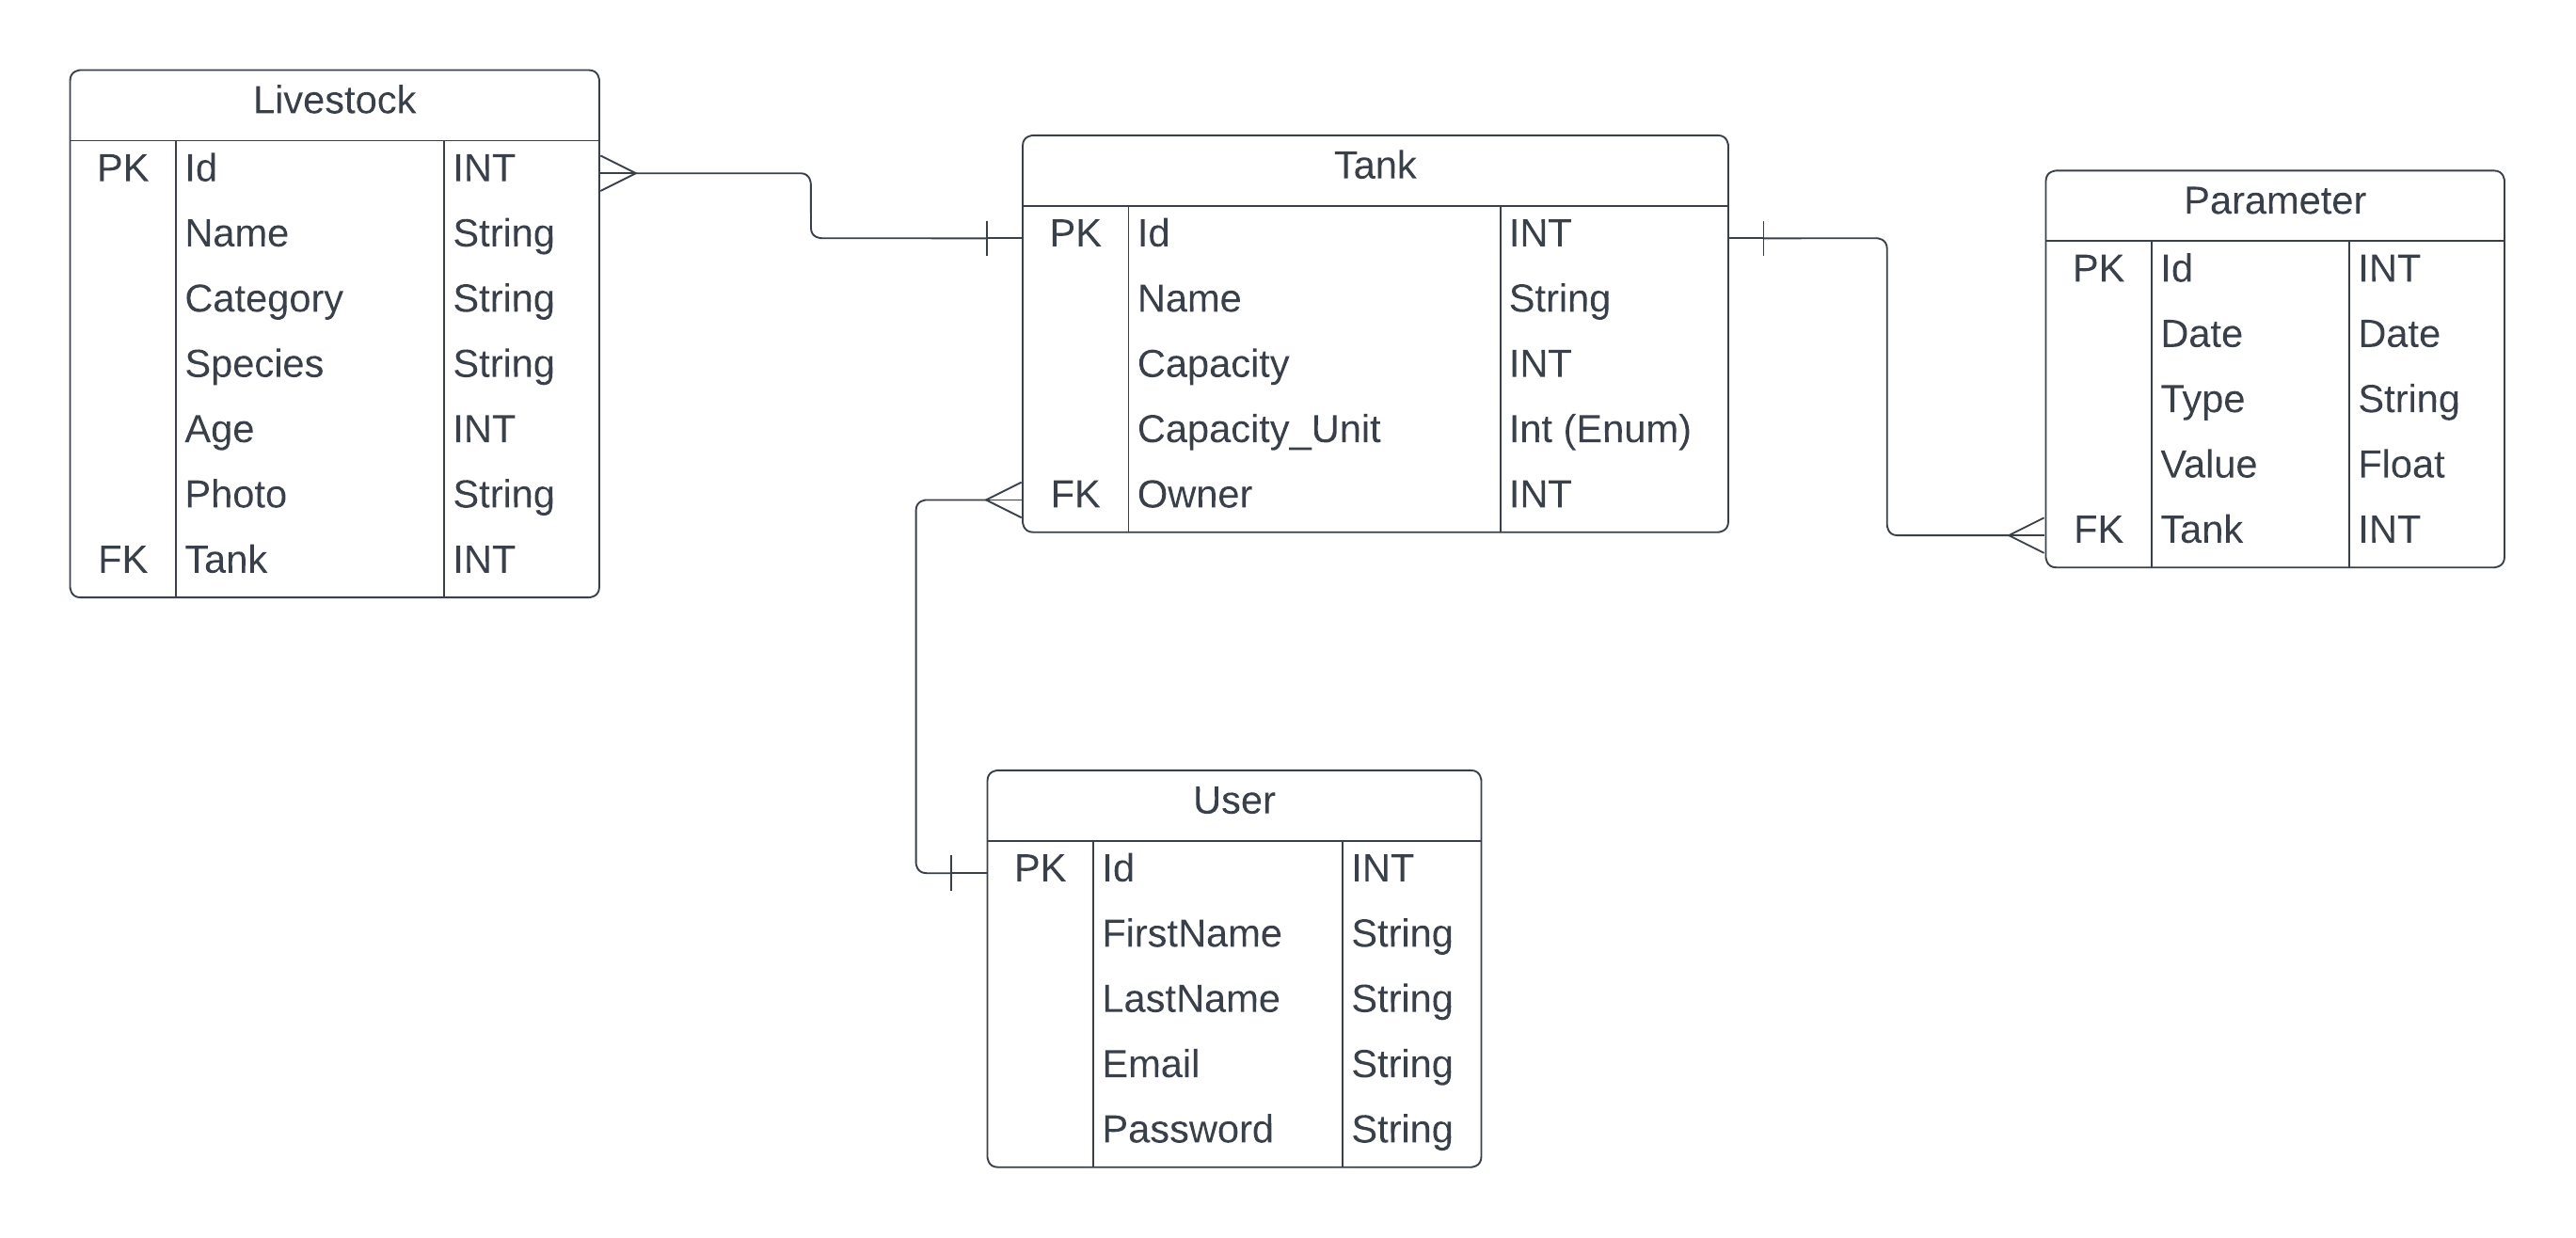 Livestock
PK Id INT
Name String
Category String
Species String
Age INT
Photo String
FK Tank INT
Tank
PK Id INT
Name String
Capacity INT
Capacity_Unit Int (Enum)
FK Owner INT
Parameter
PK Id INT
Date Date
Type String
Value Float
FK Tank INT
User
PK Id INT
FirstName String
LastName String
Email String
Password String